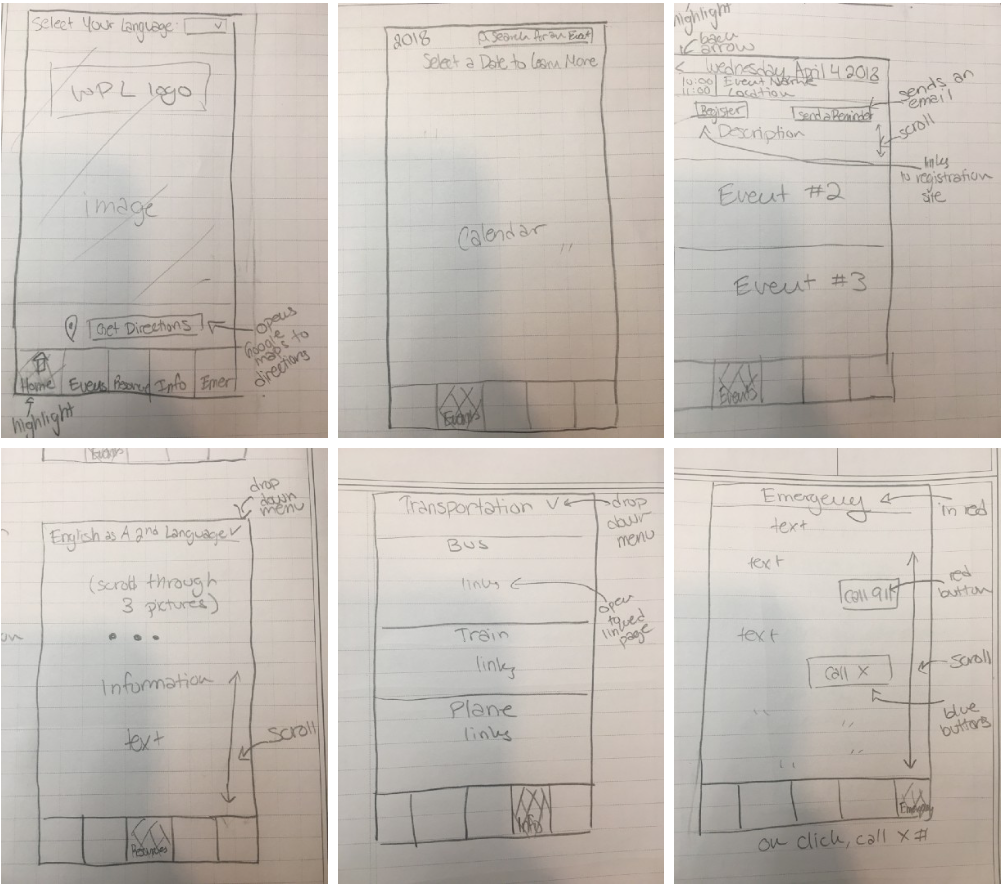 Select Your Language:
WPL logo
image
Get Directions
opens
Google
maps to
directions
Home
Events
Info
Emer
highlight
2018
Search for an Event
Select a Date to Learn More
Calendar
Events
highlight
back
arrow
< Wednesday, April 4 2018
10:00 Event Name
11:00 Location
Register
Send a Reminder
sends an
email
Description
scroll
links
to registration
site
Event #2
Event #3
Events
drop
down
menu
English as A 2nd Language
(scroll through
3 pictures)
Information
text
scroll
Resources
Transportation
drop
down
menu
Bus
links
open
linked
page
Train
links
Plane
links
Info
Emergency
in red
text
text
Call 911
red
button
text
Call X
scroll
blue
buttons
Emergency
on click, call X #